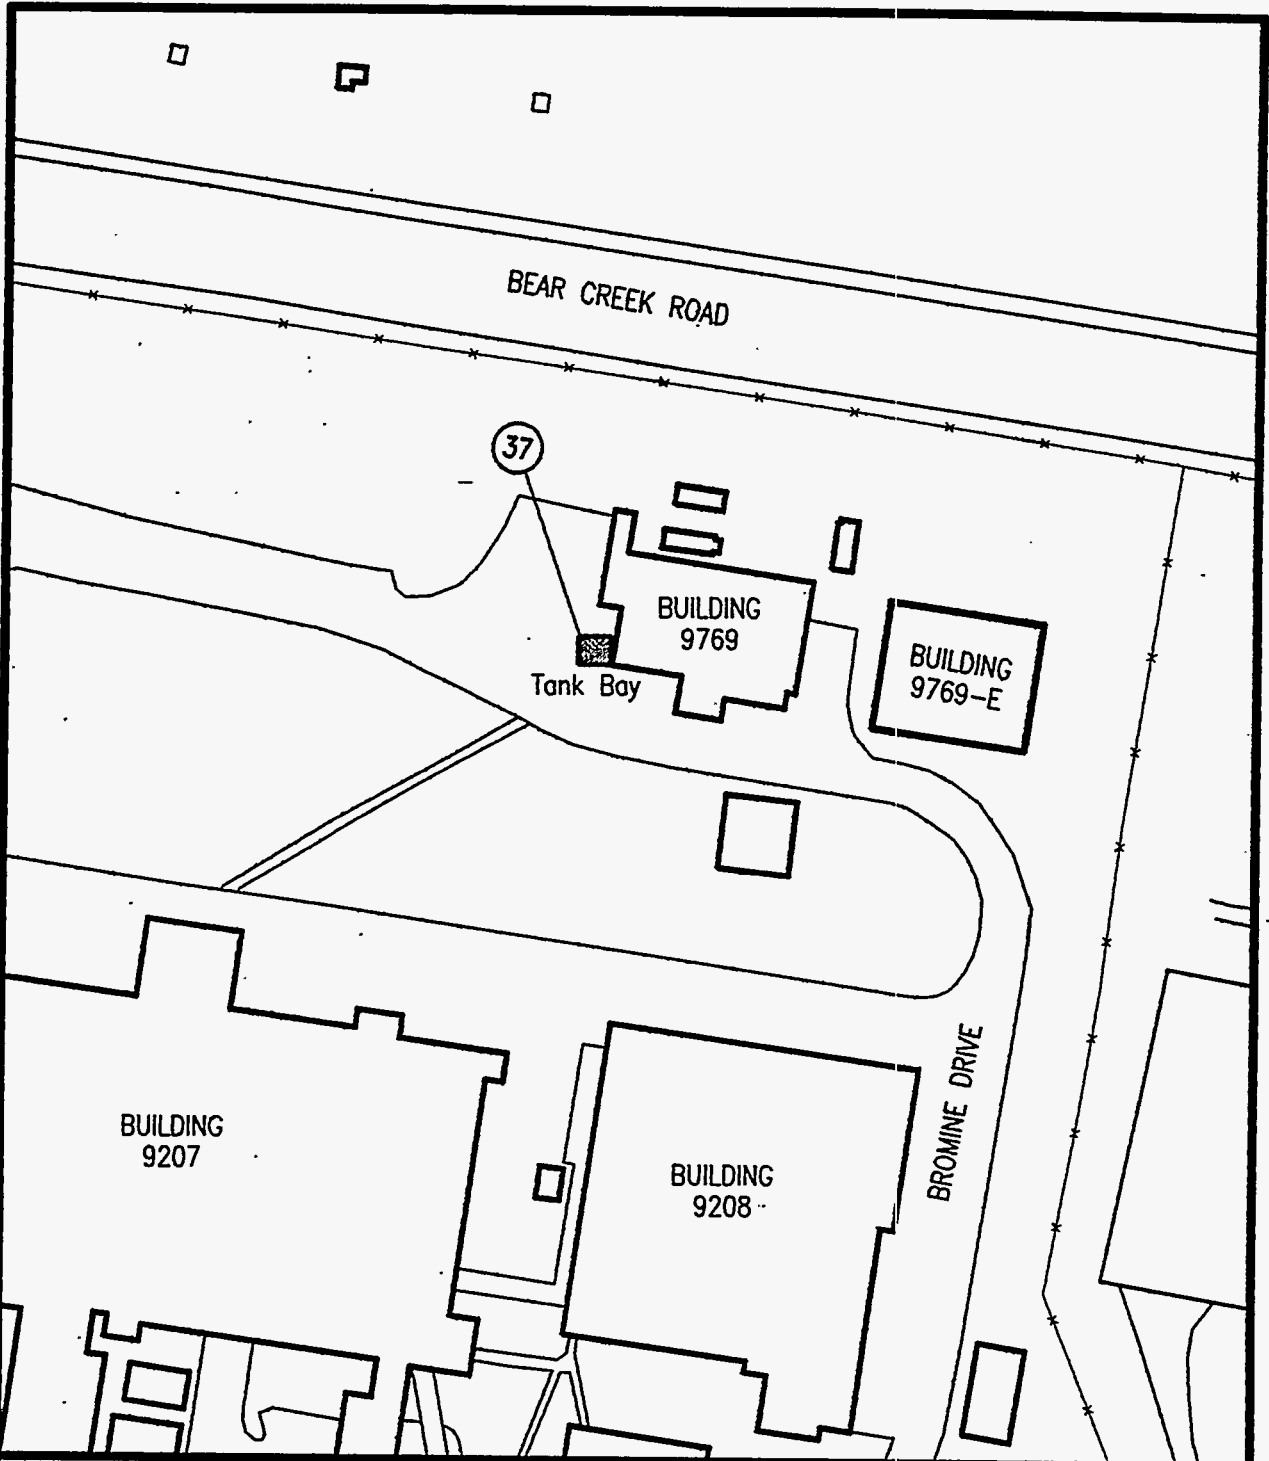 BEAR CREEK ROAD
37
BUILDING
9769
BUILDING
9769-E
Tank Bay
BROMINE DRIVE
BUILDING
9207
BUILDING
9208